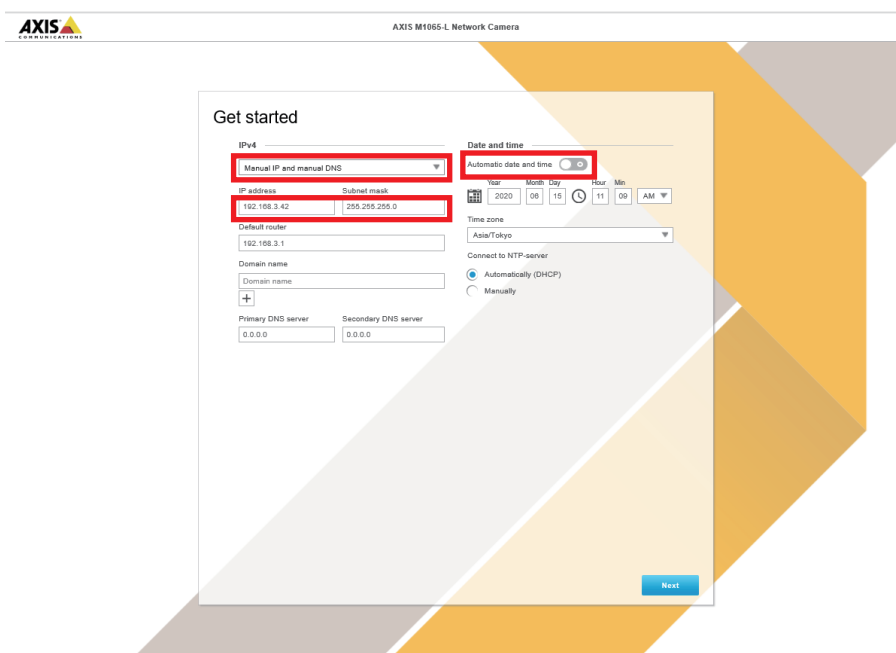 AXIS
COMMUNICATIONS
AXIS M1065-L Network Camera
Get started
IPv4
Manual IP and manual DNS
IP address Subnet mask
192.168.3.42 255.255.255.0
Default router
192.168.3.1
Domain name
Domain name
Primary DNS server Secondary DNS server
0.0.0.0 0.0.0.0
Date and time
Automatic date and time
Year Month Day Hour Min
2020 06 15 11 09 AM
Time zone
Asia/Tokyo
Connect to NTP-server
Automatically (DHCP)
Manually
Next